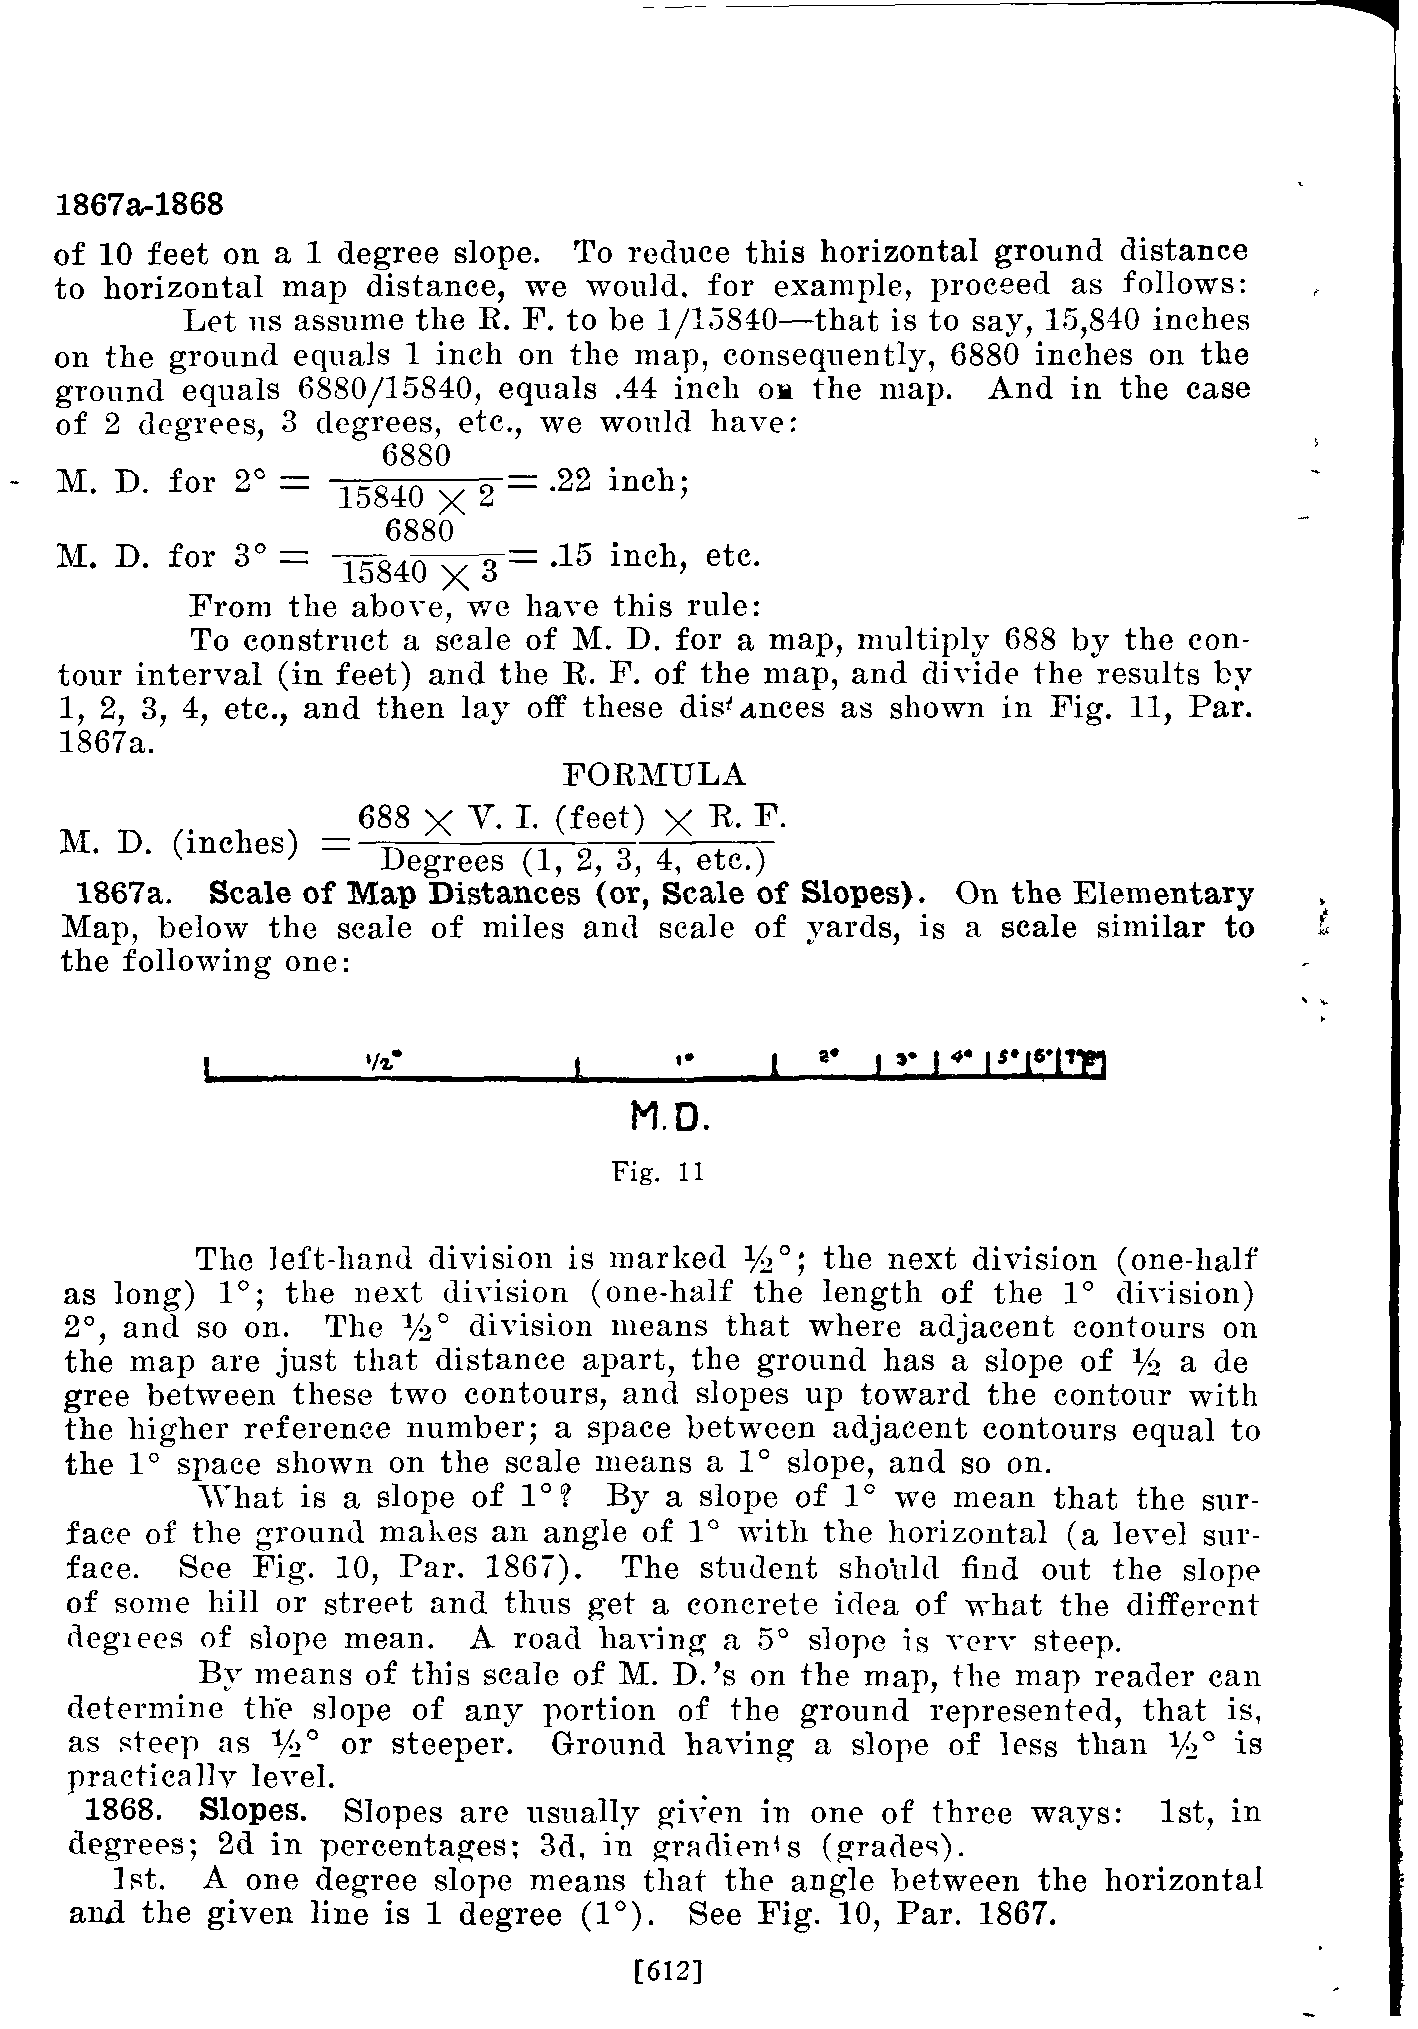 1867a-1868
of 10 feet on a 1 degree slope. To reduce this horizontal ground distance
to horizontal map distance, we would. for example, proceed as follows:
Let us assume the R. F. to be 1/15840—that is to say, 15,840 inches
on the ground equals 1 inch on the map, consequently, 6880 inches on the
ground equals 6880/15840, equals .44 inch on the map. And in the case
of 2 degrees, 3 degrees, etc., we would have:
6880
M. D. for 2° = ———— = .22 inch;
15840 × 2
6880
M. D. for 3° = ———— = .15 inch, etc.
15840 × 3
From the above, we have this rule:
To construct a scale of M. D. for a map, multiply 688 by the con-
tour interval (in feet) and the R. F. of the map, and divide the results by
1, 2, 3, 4, etc., and then lay off these distances as shown in Fig. 11, Par.
1867a.
FORMULA
688 × V. I. (feet) × R. F.
M. D. (inches) = ————
Degrees (1, 2, 3, 4, etc.)
1867a. Scale of Map Distances (or, Scale of Slopes). On the Elementary
Map, below the scale of miles and scale of yards, is a scale similar to
the following one:
½° 1° 2° 3° 4° 5° 6° 7°
M.D.
Fig. 11
The left-hand division is marked ½°; the next division (one-half
as long) 1°; the next division (one-half the length of the 1° division)
2°, and so on. The ½° division means that where adjacent contours on
the map are just that distance apart, the ground has a slope of ½ a de
gree between these two contours, and slopes up toward the contour with
the higher reference number; a space between adjacent contours equal to
the 1° space shown on the scale means a 1° slope, and so on.
What is a slope of 1°? By a slope of 1° we mean that the sur-
face of the ground makes an angle of 1° with the horizontal (a level sur-
face. See Fig. 10, Par. 1867). The student should find out the slope
of some hill or street and thus get a concrete idea of what the different
degrees of slope mean. A road having a 5° slope is very steep.
By means of this scale of M. D.'s on the map, the map reader can
determine the slope of any portion of the ground represented, that is,
as steep as ½° or steeper. Ground having a slope of less than ½° is
practically level.
1868. Slopes. Slopes are usually given in one of three ways: 1st, in
degrees; 2d in percentages; 3d, in gradients (grades).
1st. A one degree slope means that the angle between the horizontal
and the given line is 1 degree (1°). See Fig. 10, Par. 1867.
[612]